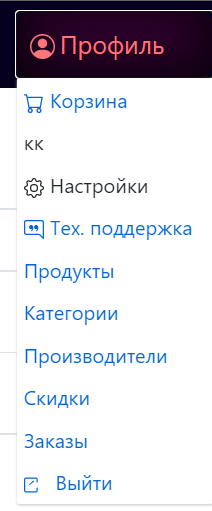 Профиль
Корзина
кк
Настройки
Тех. поддержка
Продукты
Категории
Производители
Скидки
Заказы
Выйти